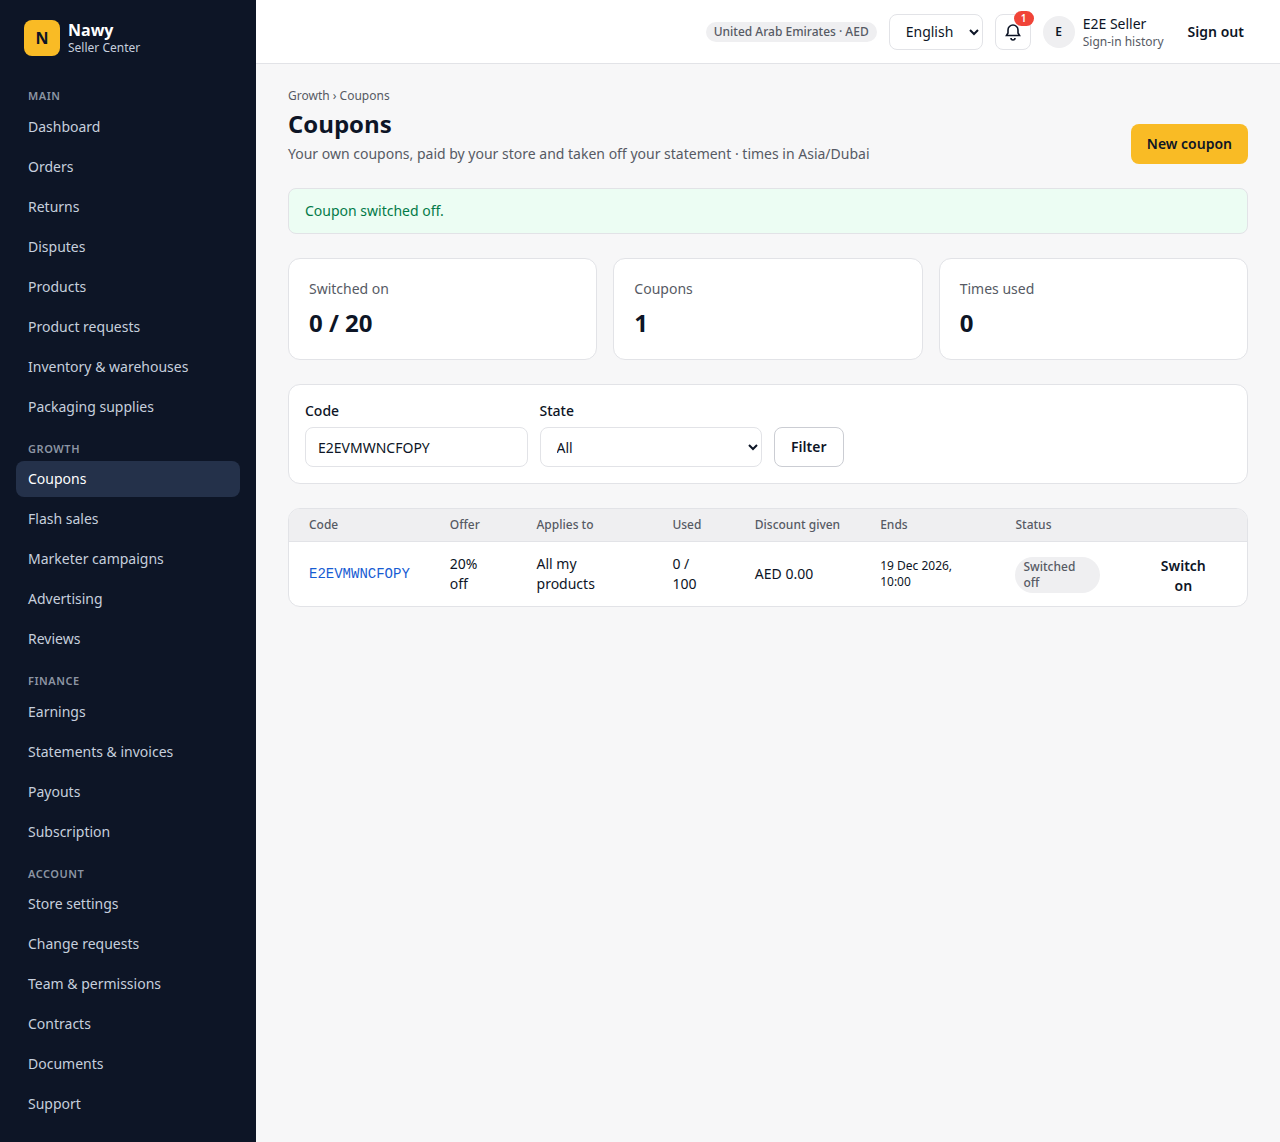 N
Nawy
Seller Center
MAIN
Dashboard
Orders
Returns
Disputes
Products
Product requests
Inventory & warehouses
Packaging supplies
GROWTH
Coupons
Flash sales
Marketer campaigns
Advertising
Reviews
FINANCE
Earnings
Statements & invoices
Payouts
Subscription
ACCOUNT
Store settings
Change requests
Team & permissions
Contracts
Documents
Support
United Arab Emirates · AED
English
1
E
E2E Seller
Sign-in history
Sign out
Growth › Coupons
Coupons
Your own coupons, paid by your store and taken off your statement · times in Asia/Dubai
New coupon
Coupon switched off.
Switched on
0 / 20
Coupons
1
Times used
0
Code
State
E2EVMWNCFOPY
All
Filter
Code Offer Applies to Used Discount given Ends Status
E2EVMWNCFOPY
20%
off
All my
products
0 /
100
AED 0.00
19 Dec 2026,
10:00
Switched
off
Switch
on